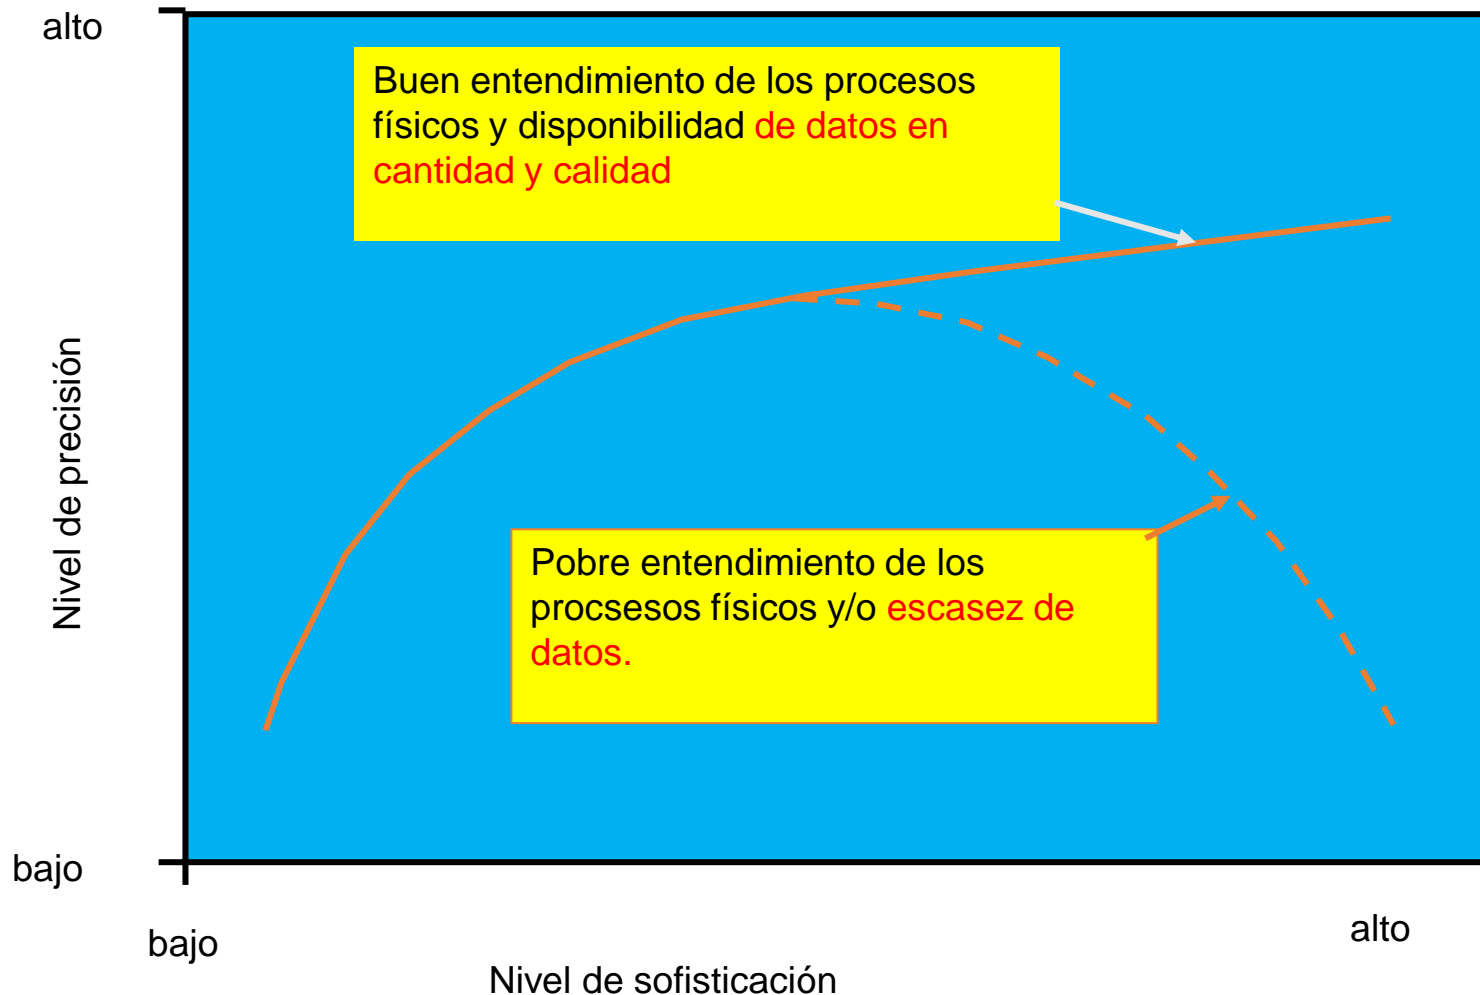 alto
Buen entendimiento de los procesos
físicos y disponibilidad de datos en
cantidad y calidad
Nivel de precisión
Pobre entendimiento de los
procsesos físicos y/o escasez de
datos.
bajo
bajo
alto
Nivel de sofisticación